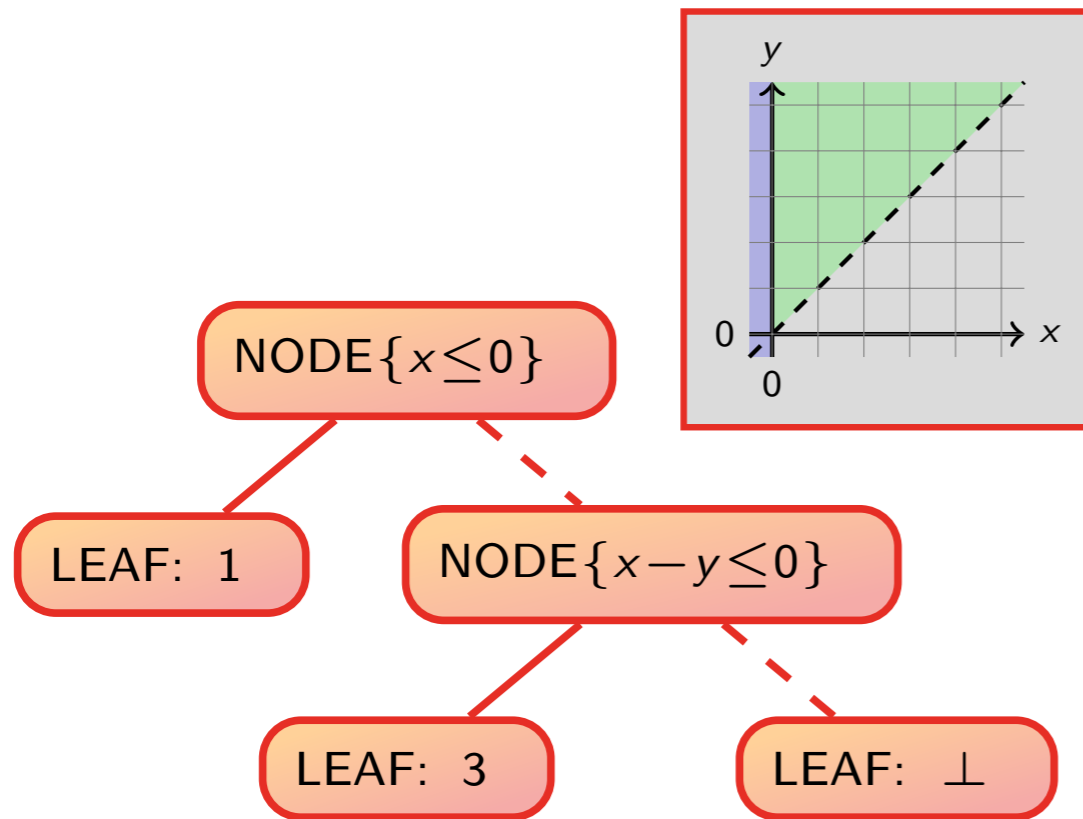 y
0
x
0
NODE{x≤0}
LEAF: 1
NODE{x−y≤0}
LEAF: 3
LEAF: ⊥